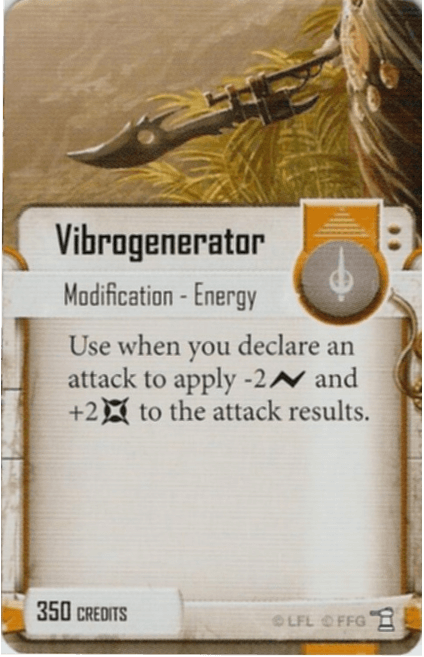 Vibrogenerator
Modification - Energy
Use when you declare an
attack to apply -2 and
+2 to the attack results.
350 CREDITS
© LFL © FFG